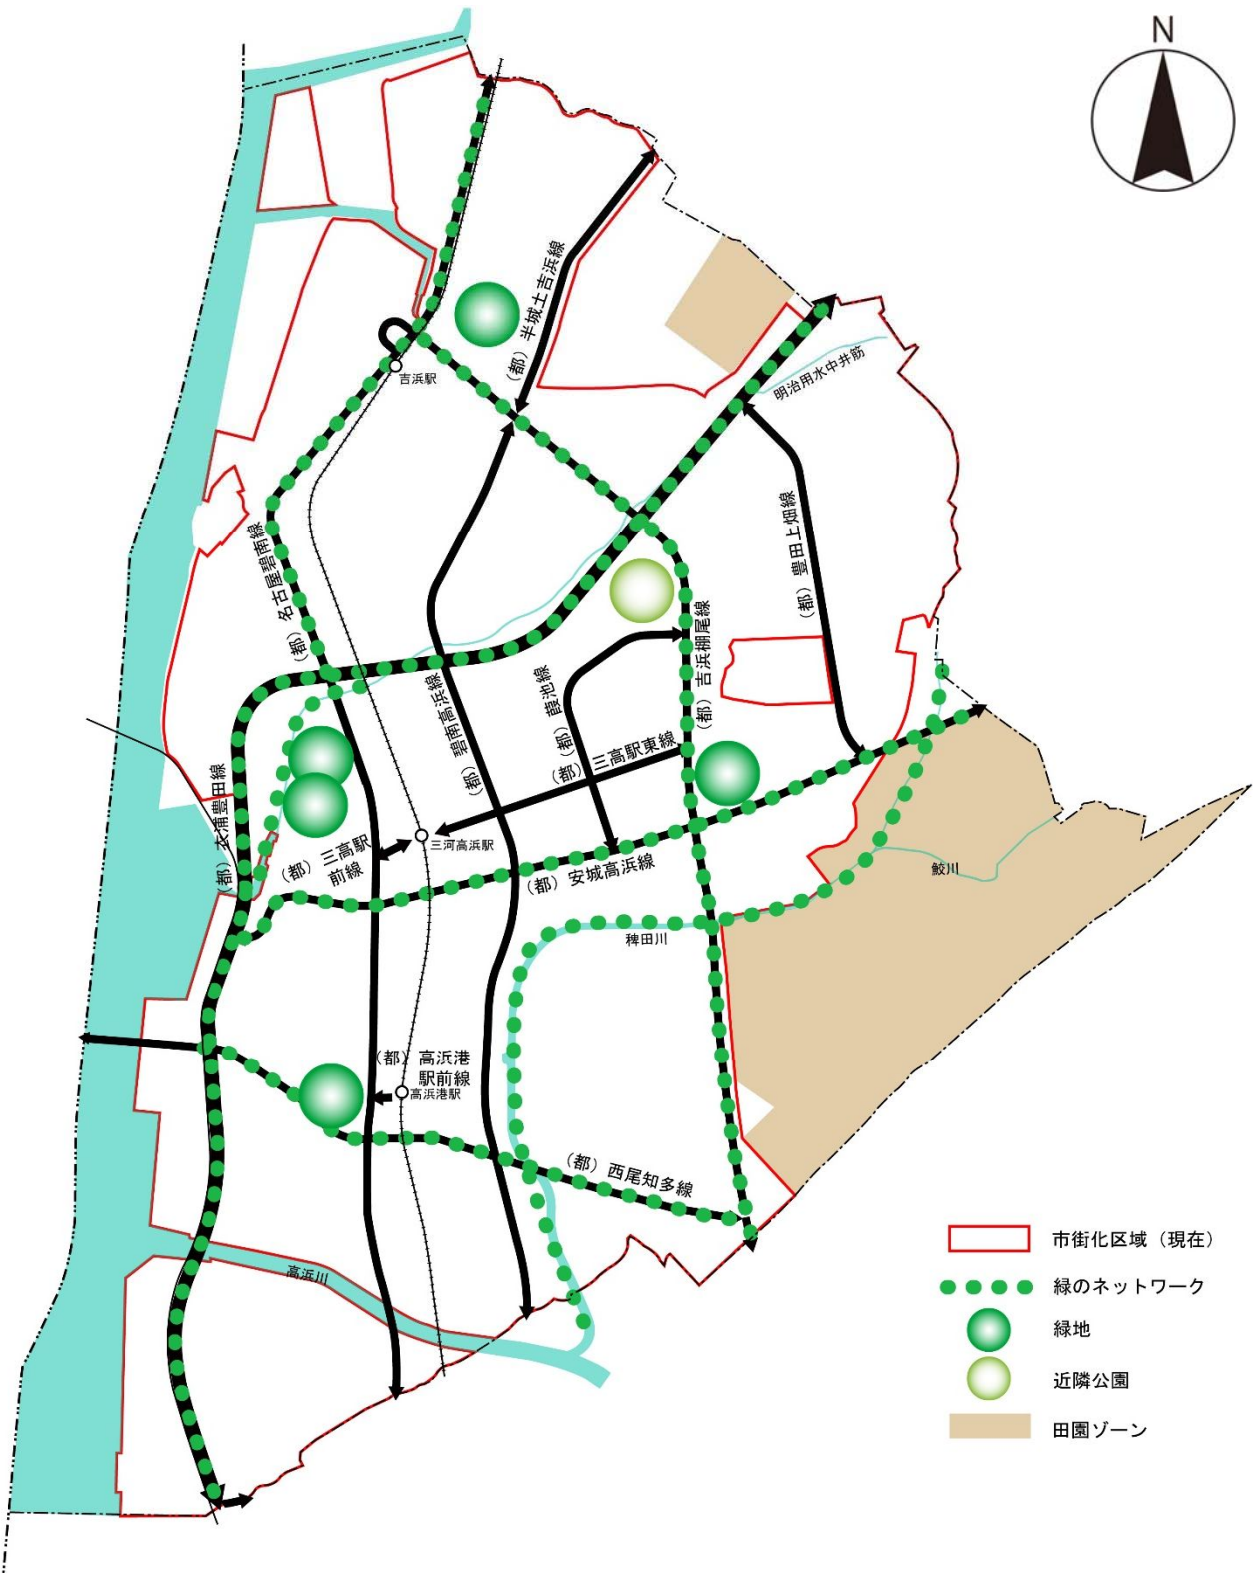 N
(都) 半城土吉浜線
吉浜駅
明治用水中井筋
(都) 名古屋碧南線
(都) 豊田上畑線
(都) 吉浜棚尾線
(都) 葭池線
(都) 碧南高浜線
(都) 三高駅東線
(都) 衣浦豊田線
三河高浜駅
(都) 三高駅
前線
(都) 安城高浜線
鮫川
稗田川
(都) 高浜港
駅前線
高浜港駅
(都) 西尾知多線
高浜川
市街化区域（現在）
緑のネットワーク
緑地
近隣公園
田園ゾーン